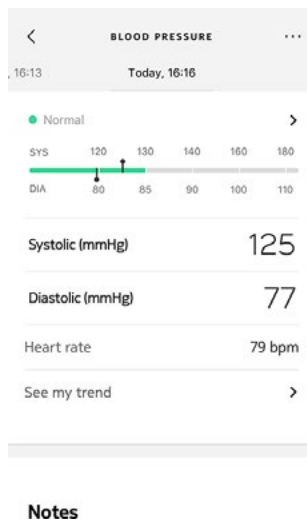 BLOOD PRESSURE
, 16:13 Today, 16:16
Normal
SYS 120 130 140 160 180
DIA 80 85 90 100 110
Systolic (mmHg) 125
Diastolic (mmHg) 77
Heart rate 79 bpm
See my trend
Notes